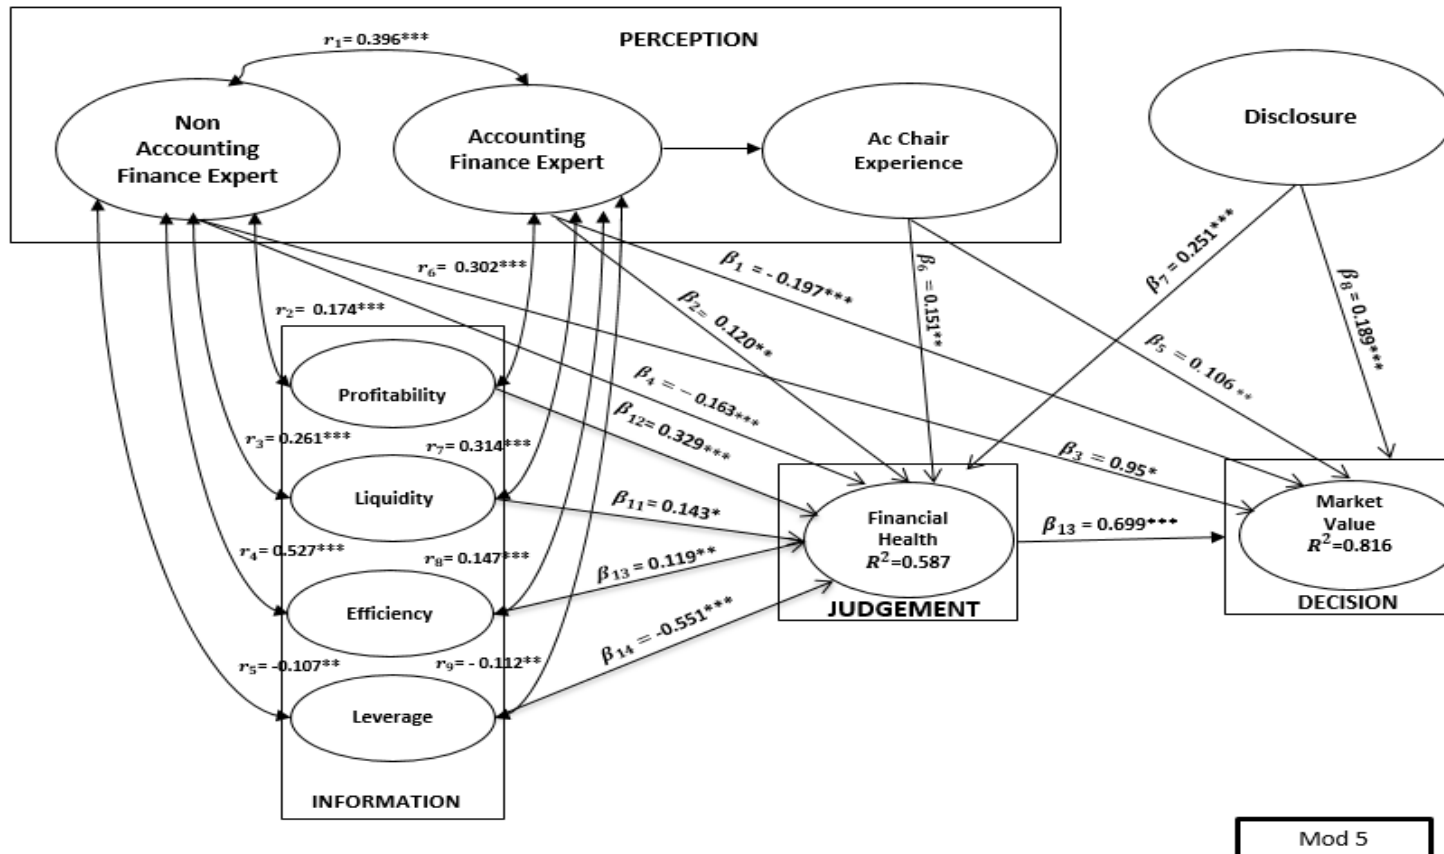 r₁= 0.396***
PERCEPTION
Non
Accounting
Finance Expert
Accounting
Finance Expert
Ac Chair
Experience
Disclosure
r₆= 0.302***
β₁ = - 0.197***
β₆ = 0.151**
β₇ = 0.251***
β₈ = 0.189***
r₂= 0.174***
β₂= 0.120**
β₅ = 0.106 **
Profitability
β₄ = − 0.163***
β₁₂= 0.329***
r₃= 0.261***
r₇= 0.314***
β₃ = 0.95*
Liquidity
β₁₁ = 0.143*
Financial
Health
R²=0.587
β₁₃ = 0.699***
Market
Value
R²=0.816
r₄= 0.527***
r₈= 0.147***
β₁₃ = 0.119**
Efficiency
JUDGEMENT
DECISION
r₅= -0.107**
r₉= - 0.112**
β₁₄ = -0.551***
Leverage
INFORMATION
Mod 5